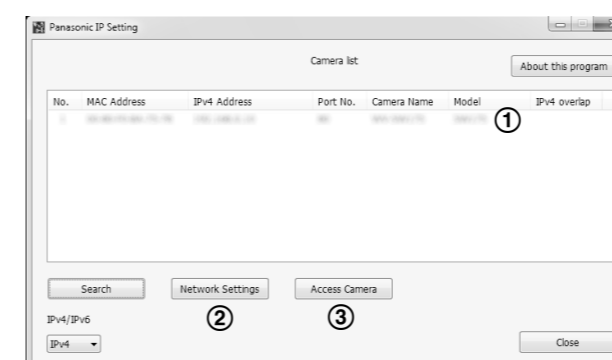 Panasonic IP Setting
Camera list
About this program
No. MAC Address IPv4 Address Port No. Camera Name Model IPv4 overlap
①
Search Network Settings Access Camera
② ③
IPv4/IPv6
IPv4 Close